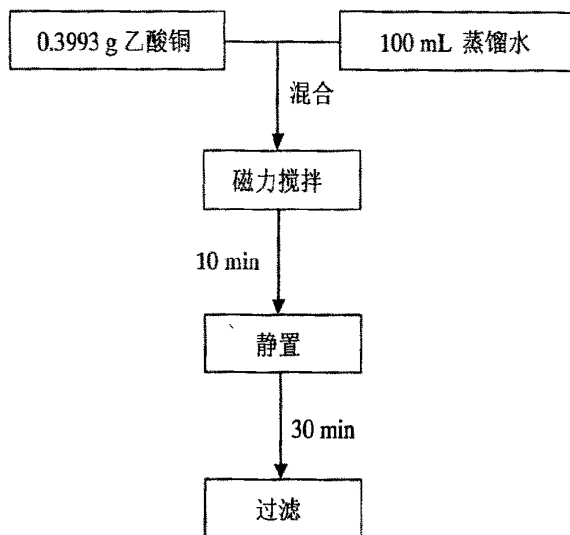 0.3993 g 乙酸铜
100 mL 蒸馏水
混合
磁力搅拌
10 min
静置
30 min
过滤